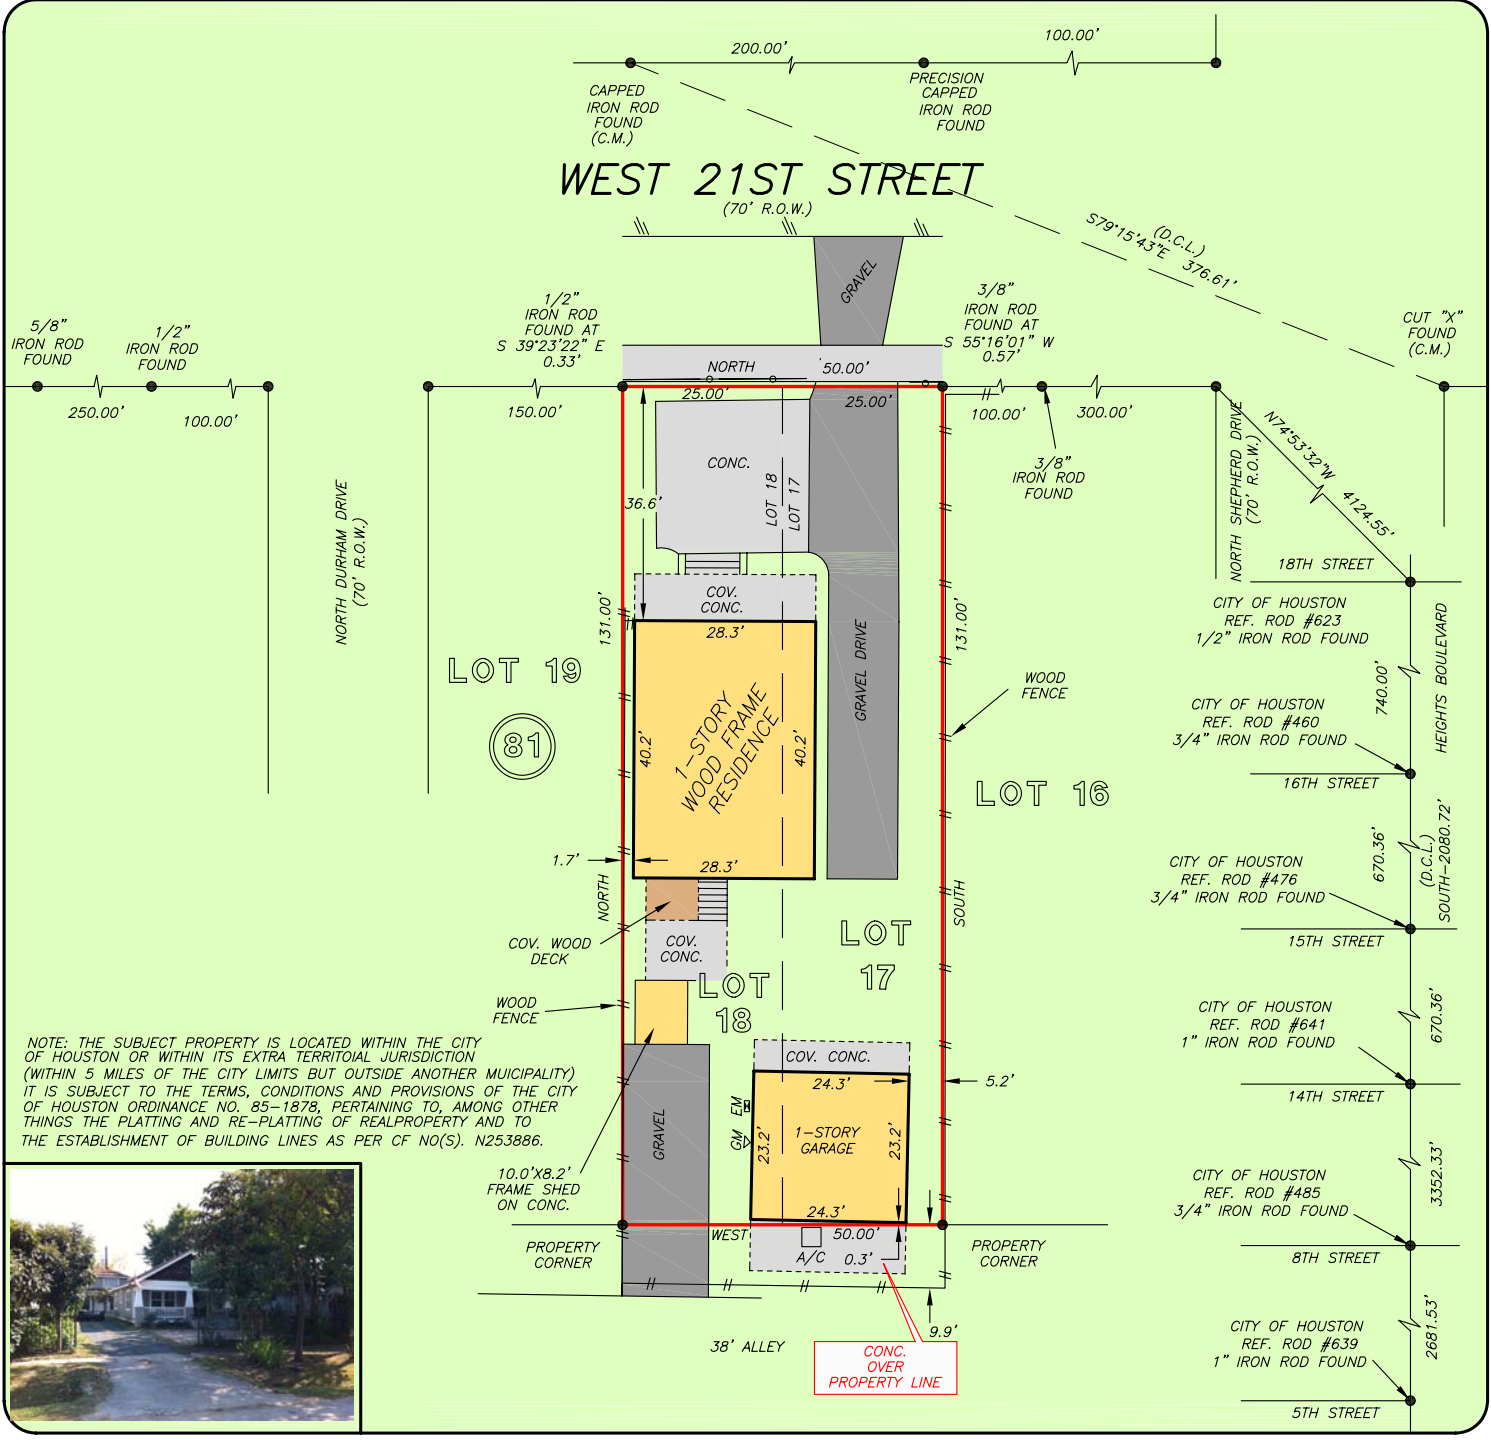 200.00'
100.00'
CAPPED
IRON ROD
FOUND
(C.M.)
PRECISION
CAPPED
IRON ROD
FOUND
WEST 21ST STREET
(70' R.O.W.)
(D.C.L.)
S79°15'43"E 376.61'
GRAVEL
5/8"
IRON ROD
FOUND
1/2"
IRON ROD
FOUND
1/2"
IRON ROD
FOUND AT
S 39°23'22" E
0.33'
3/8"
IRON ROD
FOUND AT
S 55°16'01" W
0.57'
CUT "X"
FOUND
(C.M.)
NORTH
50.00'
250.00'
100.00'
150.00'
25.00'
25.00'
100.00'
300.00'
3/8"
IRON ROD
FOUND
N74°53'32"W 4124.55'
NORTH SHEPHERD DRIVE
(70' R.O.W.)
NORTH DURHAM DRIVE
(70' R.O.W.)
CONC.
LOT 18
LOT 17
36.6'
COV.
CONC.
28.3'
131.00'
131.00'
LOT 19
81
1-STORY
WOOD FRAME
RESIDENCE
40.2'
40.2'
GRAVEL DRIVE
WOOD
FENCE
LOT 16
1.7'
28.3'
NORTH
SOUTH
COV. WOOD
DECK
COV.
CONC.
LOT
17
LOT
18
WOOD
FENCE
18TH STREET
CITY OF HOUSTON
REF. ROD #623
1/2" IRON ROD FOUND
HEIGHTS BOULEVARD
740.00'
CITY OF HOUSTON
REF. ROD #460
3/4" IRON ROD FOUND
16TH STREET
670.36'
(D.C.L.)
SOUTH-2080.72'
CITY OF HOUSTON
REF. ROD #476
3/4" IRON ROD FOUND
15TH STREET
CITY OF HOUSTON
REF. ROD #641
1" IRON ROD FOUND
670.36'
14TH STREET
CITY OF HOUSTON
REF. ROD #485
3/4" IRON ROD FOUND
3352.33'
8TH STREET
CITY OF HOUSTON
REF. ROD #639
1" IRON ROD FOUND
2681.53'
5TH STREET
NOTE: THE SUBJECT PROPERTY IS LOCATED WITHIN THE CITY
OF HOUSTON OR WITHIN ITS EXTRA TERRITOIAL JURISDICTION
(WITHIN 5 MILES OF THE CITY LIMITS BUT OUTSIDE ANOTHER MUICIPALITY)
IT IS SUBJECT TO THE TERMS, CONDITIONS AND PROVISIONS OF THE CITY
OF HOUSTON ORDINANCE NO. 85-1878, PERTAINING TO, AMONG OTHER
THINGS THE PLATTING AND RE-PLATTING OF REALPROPERTY AND TO
THE ESTABLISHMENT OF BUILDING LINES AS PER CF NO(S). N253886.
COV. CONC.
24.3'
5.2'
EM
GM
23.2'
1-STORY
GARAGE
23.2'
GRAVEL
10.0'X8.2'
FRAME SHED
ON CONC.
24.3'
WEST
50.00'
PROPERTY
CORNER
A/C
0.3'
PROPERTY
CORNER
38' ALLEY
9.9'
CONC.
OVER
PROPERTY LINE